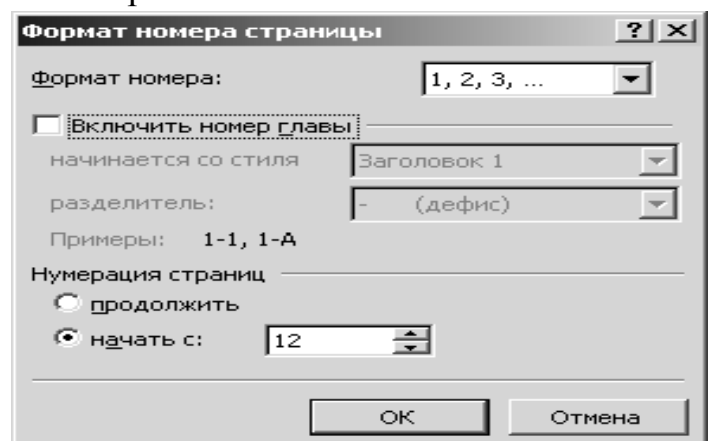 Формат номера страницы
Формат номера: 1, 2, 3, ...
Включить номер главы
начинается со стиля Заголовок 1
разделитель: - (дефис)
Примеры: 1-1, 1-A
Нумерация страниц
продолжить
начать с: 12
ОК Отмена